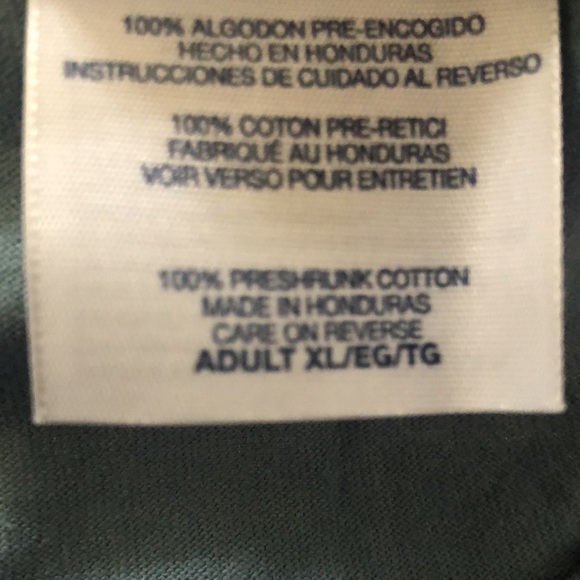 100% ALGODON PRE-ENCOGIDO
HECHO EN HONDURAS
INSTRUCCIONES DE CUIDADO AL REVERSO
100% COTON PRE-RETICI
FABRIQUÉ AU HONDURAS
VOIR VERSO POUR ENTRETIEN
100% PRESHRUNK COTTON
MADE IN HONDURAS
CARE ON REVERSE
ADULT XL/EG/TG